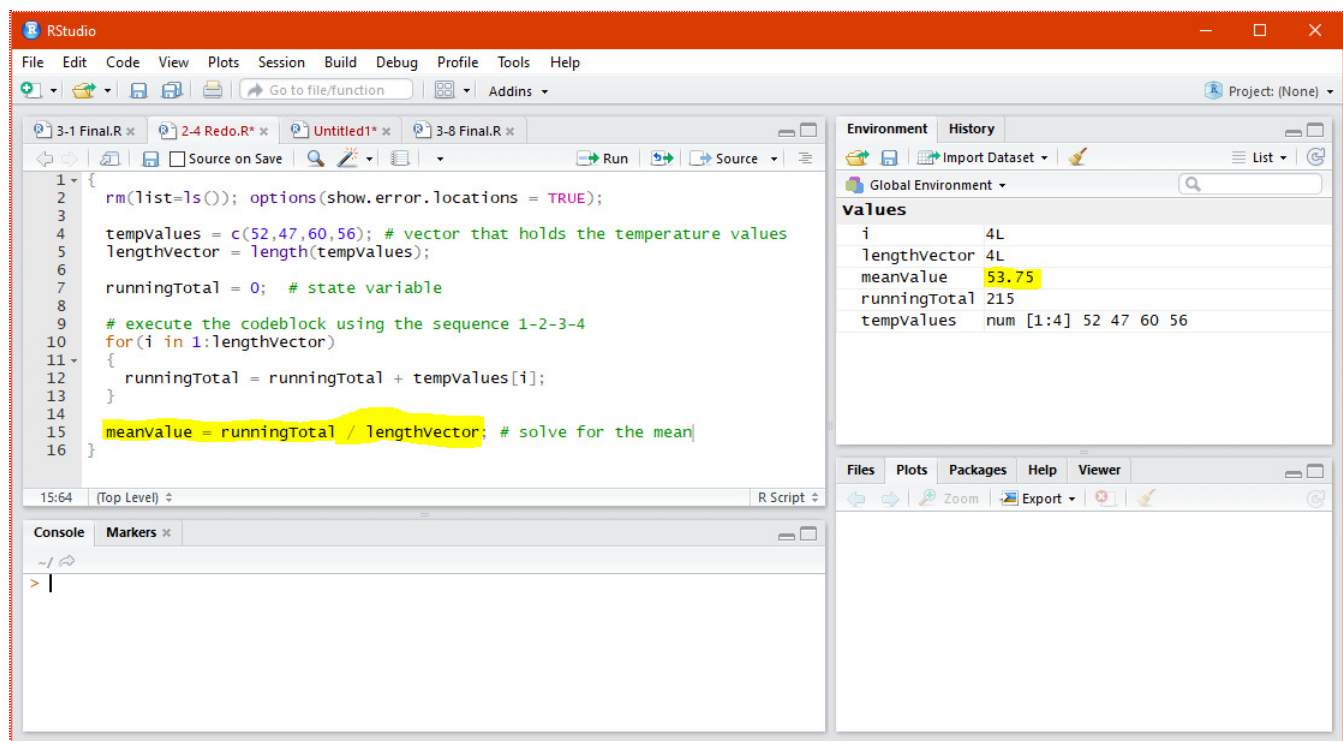 RStudio
File Edit Code View Plots Session Build Debug Profile Tools Help
Go to file/function Addins Project: (None)
3-1 Final.R 2-4 Redo.R* Untitled1* 3-8 Final.R
Source on Save Run Source
1 {
2 rm(list=ls()); options(show.error.locations = TRUE);
3
4 tempValues = c(52,47,60,56); # vector that holds the temperature values
5 lengthVector = length(tempValues);
6
7 runningTotal = 0; # state variable
8
9 # execute the codeblock using the sequence 1-2-3-4
10 for(i in 1:lengthVector)
11 {
12 runningTotal = runningTotal + tempValues[i];
13 }
14
15 meanValue = runningTotal / lengthVector; # solve for the mean
16 }
15:64 (Top Level) R Script
Console Markers
~/
>
Environment History
Import Dataset List
Global Environment
Values
i 4L
lengthVector 4L
meanValue 53.75
runningTotal 215
tempValues num [1:4] 52 47 60 56
Files Plots Packages Help Viewer
Zoom Export